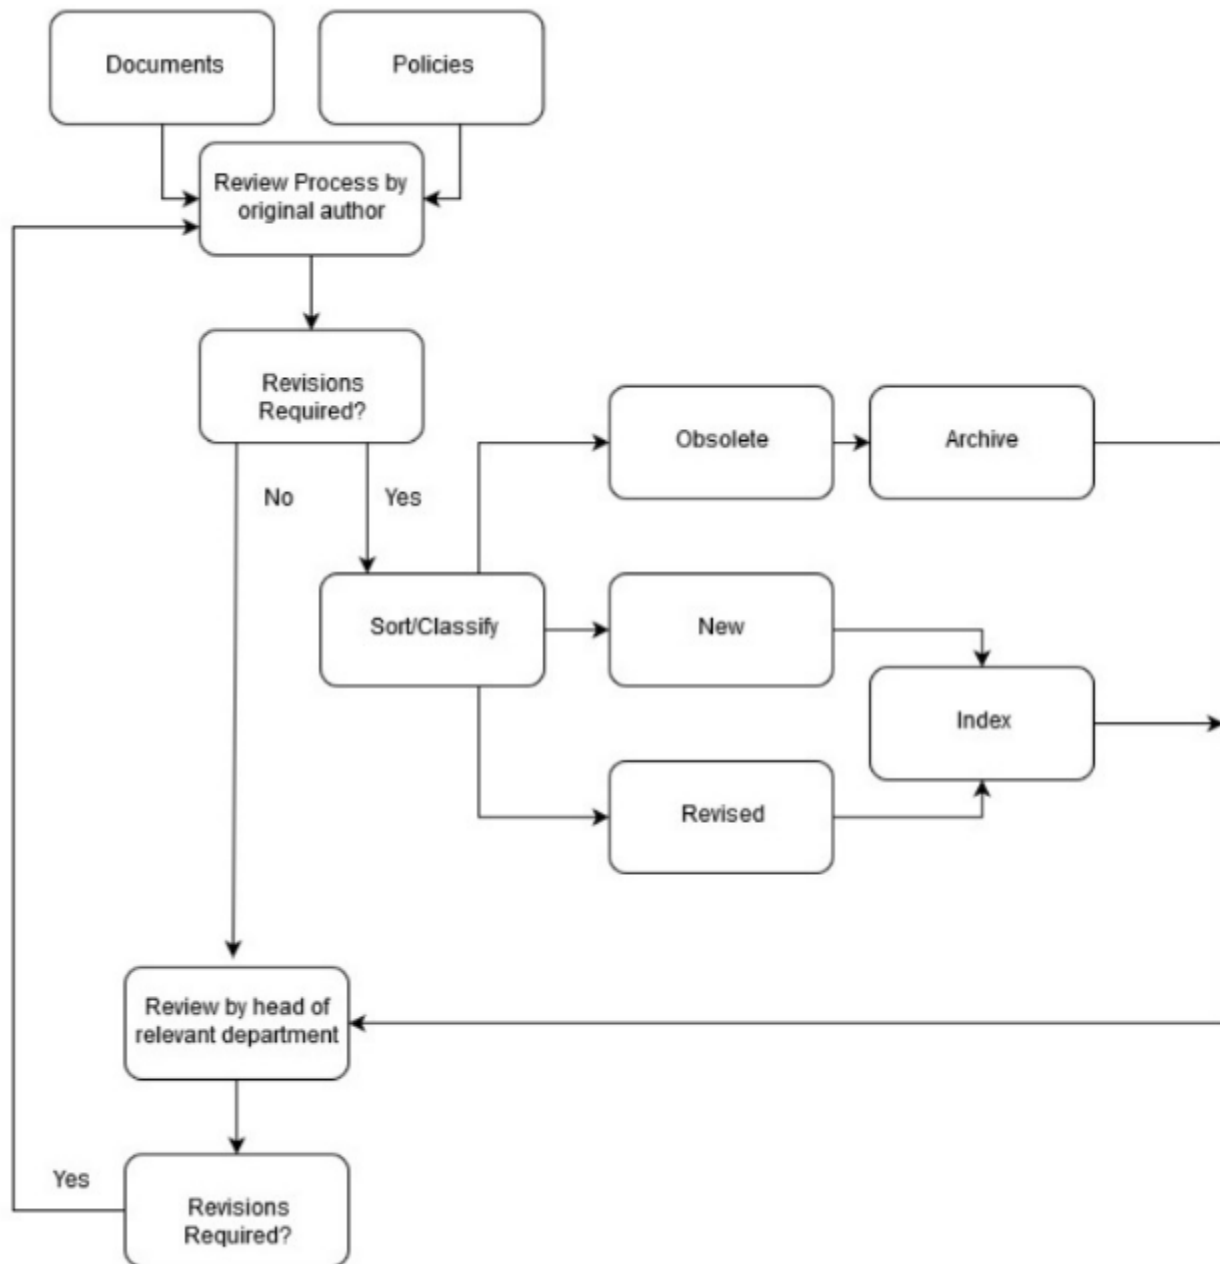 Documents
Policies
Review Process by
original author
Revisions
Required?
No
Yes
Obsolete
Archive
Sort/Classify
New
Index
Revised
Review by head of
relevant department
Yes
Revisions
Required?